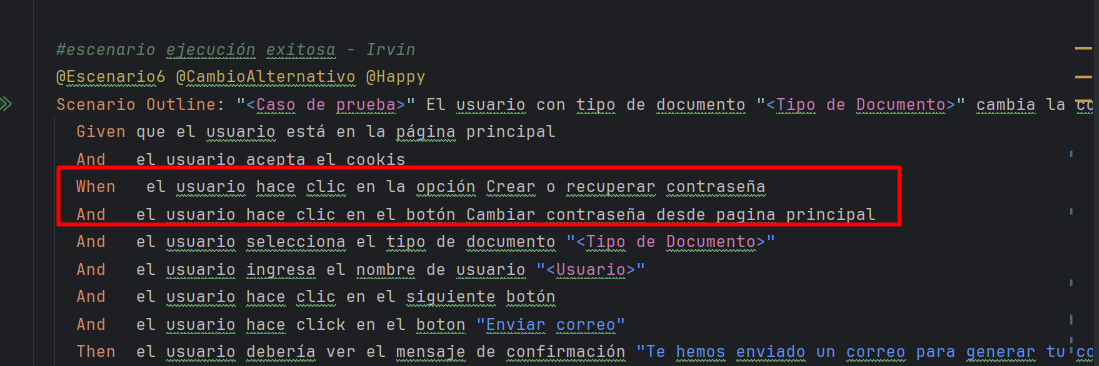 #escenario ejecución exitosa - Irvin
@Escenario6 @CambioAlternativo @Happy
Scenario Outline: "<Caso de prueba>" El usuario con tipo de documento "<Tipo de Documento>" cambia la co
Given que el usuario está en la página principal
And el usuario acepta el cookis
When el usuario hace clic en la opción Crear o recuperar contraseña
And el usuario hace clic en el botón Cambiar contraseña desde pagina principal
And el usuario selecciona el tipo de documento "<Tipo de Documento>"
And el usuario ingresa el nombre de usuario "<Usuario>"
And el usuario hace clic en el siguiente botón
And el usuario hace click en el boton "Enviar correo"
Then el usuario debería ver el mensaje de confirmación "Te hemos enviado un correo para generar tu co